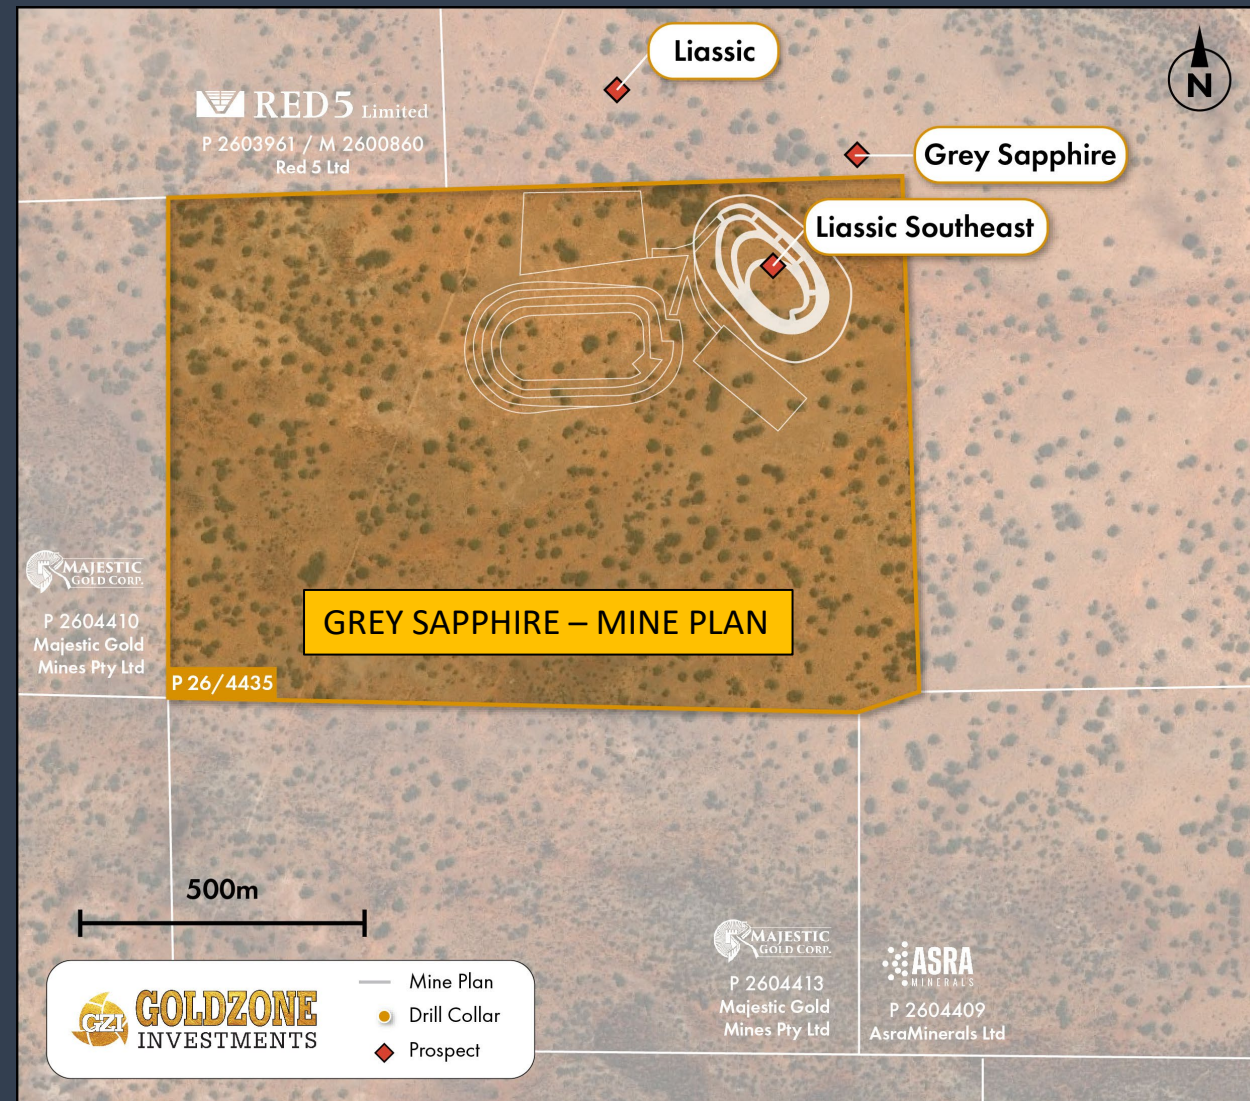 Liassic
N
RED 5 Limited
P 2603961 / M 2600860
Red 5 Ltd
Grey Sapphire
Liassic Southeast
MAJESTIC
GOLD CORP.
P 2604410
Majestic Gold
Mines Pty Ltd
GREY SAPPHIRE – MINE PLAN
P 26/4435
500m
MAJESTIC
GOLD CORP.
P 2604413
Majestic Gold
Mines Pty Ltd
ASRA
MINERALS
P 2604409
AsraMinerals Ltd
GZI
GOLDZONE
INVESTMENTS
Mine Plan
Drill Collar
Prospect